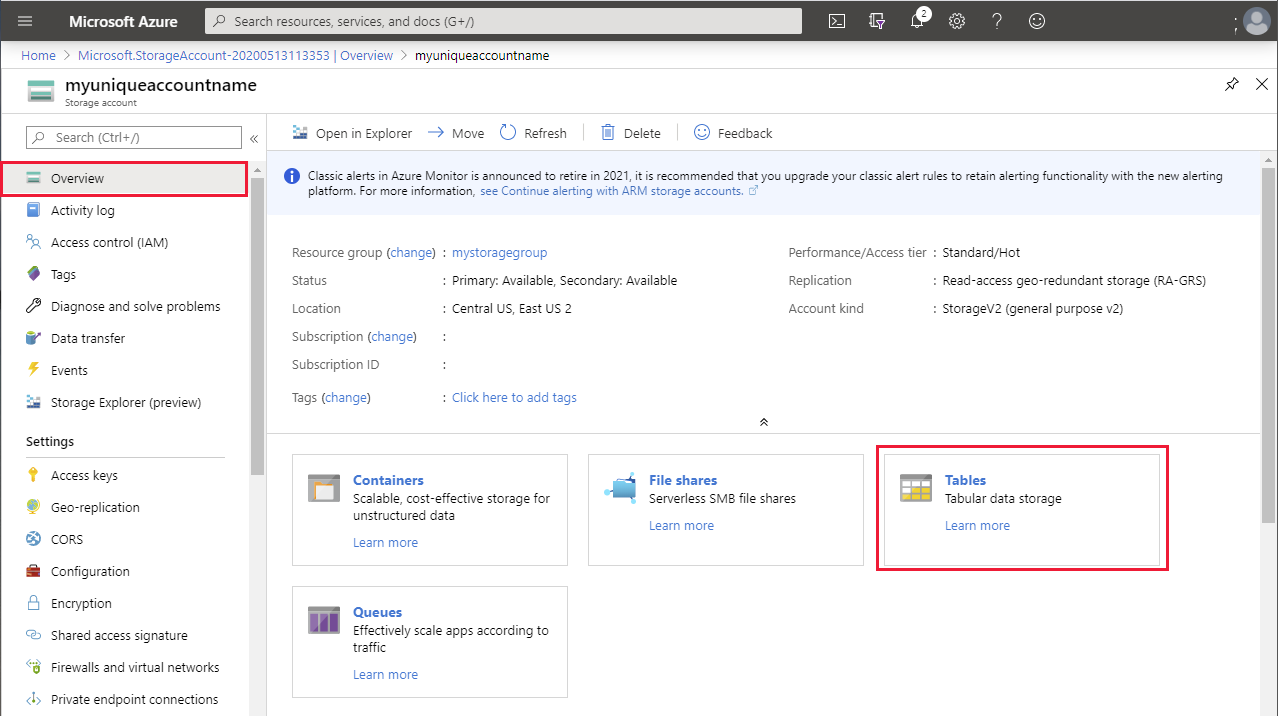 Microsoft Azure
Search resources, services, and docs (G+/)
2
Home > Microsoft.StorageAccount-20200513113353 | Overview > myuniqueaccountname
myuniqueaccountname
Storage account
Search (Ctrl+/)
«
Overview
Activity log
Access control (IAM)
Tags
Diagnose and solve problems
Data transfer
Events
Storage Explorer (preview)
Settings
Access keys
Geo-replication
CORS
Configuration
Encryption
Shared access signature
Firewalls and virtual networks
Private endpoint connections
Open in Explorer
Move
Refresh
Delete
Feedback
Classic alerts in Azure Monitor is announced to retire in 2021, it is recommended that you upgrade your classic alert rules to retain alerting functionality with the new alerting
platform. For more information, see Continue alerting with ARM storage accounts.
Resource group (change) : mystoragegroup
Status : Primary: Available, Secondary: Available
Location : Central US, East US 2
Subscription (change) :
Subscription ID :
Tags (change) : Click here to add tags
Performance/Access tier : Standard/Hot
Replication : Read-access geo-redundant storage (RA-GRS)
Account kind : StorageV2 (general purpose v2)
Containers
Scalable, cost-effective storage for
unstructured data
Learn more
File shares
Serverless SMB file shares
Learn more
Tables
Tabular data storage
Learn more
Queues
Effectively scale apps according to
traffic
Learn more